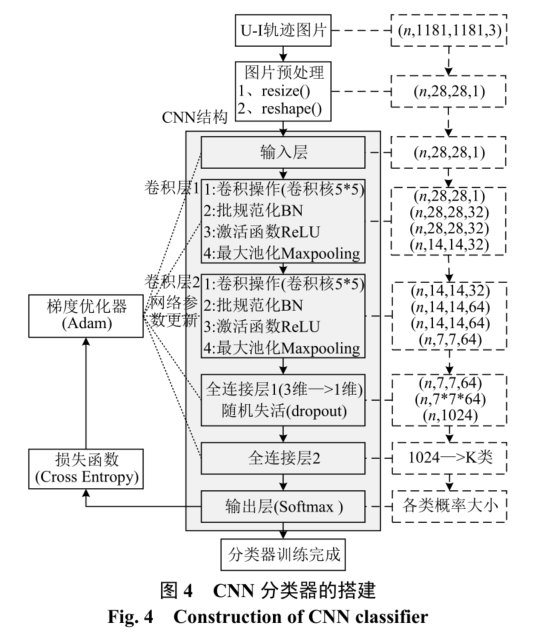 U-I轨迹图片
(n,1181,1181,3)
图片预处理
1、resize()
2、reshape()
(n,28,28,1)
CNN结构
输入层
(n,28,28,1)
卷积层1
1:卷积操作(卷积核5*5)
2:批规范化BN
3:激活函数ReLU
4:最大池化Maxpooling
(n,28,28,1)
(n,28,28,32)
(n,28,28,32)
(n,14,14,32)
卷积层2
1:卷积操作(卷积核5*5)
2:批规范化BN
3:激活函数ReLU
4:最大池化Maxpooling
(n,14,14,32)
(n,14,14,64)
(n,14,14,64)
(n,7,7,64)
网络参
数更新
梯度优化器
(Adam)
全连接层1(3维—>1维)
随机失活(dropout)
(n,7,7,64)
(n,7*7*64)
(n,1024)
损失函数
(Cross Entropy)
全连接层2
1024—>K类
输出层(Softmax )
各类概率大小
分类器训练完成
图 4 CNN 分类器的搭建
Fig. 4 Construction of CNN classifier